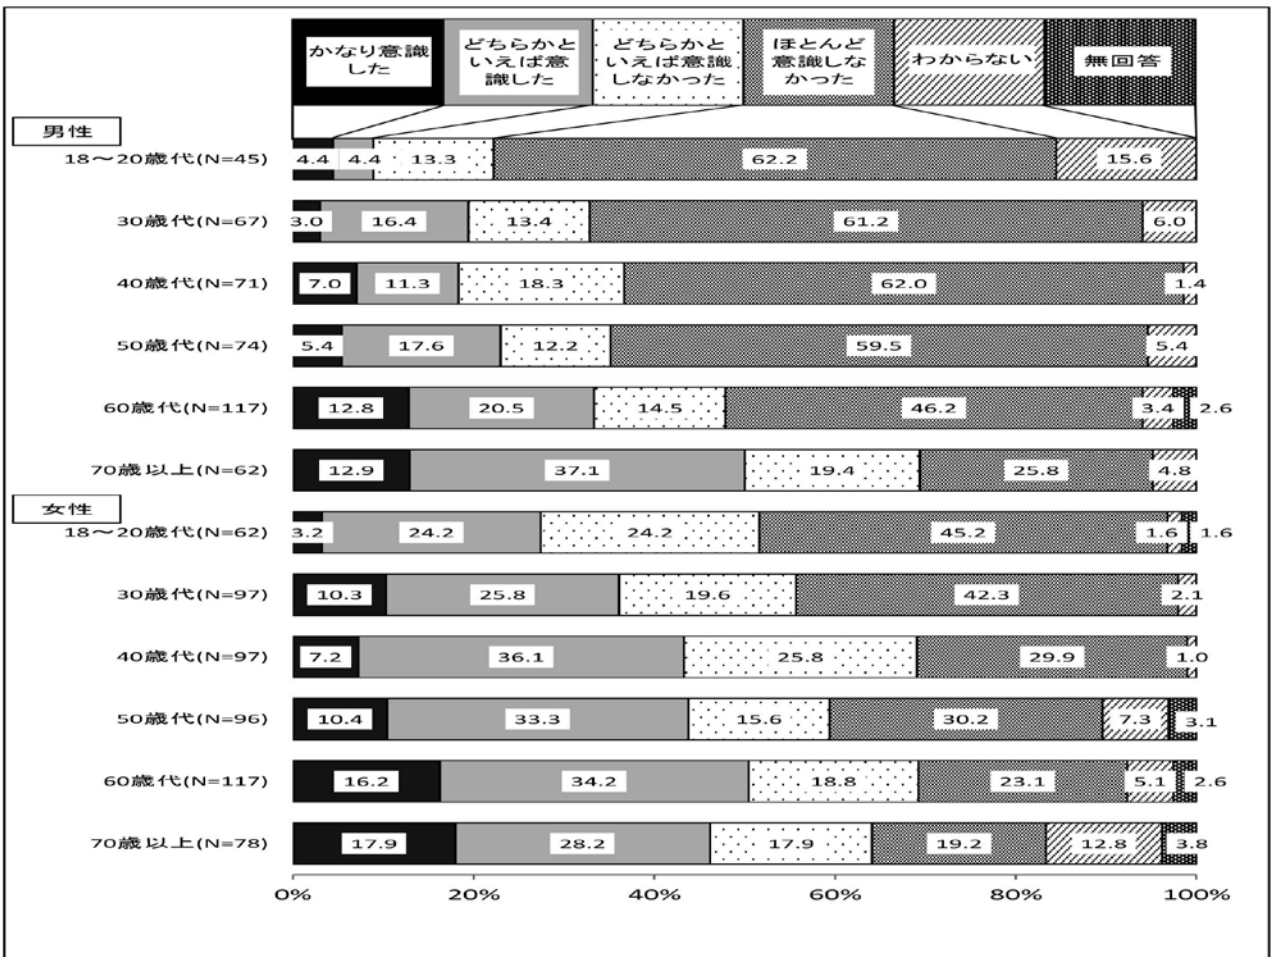 かなり意識
した
どちらかと
いえば意
識した
どちらかと
いえば意識
しなかった
ほとんど
意識しな
かった
わからない
無回答
男性
18～20歳代(N=45) 4.4 4.4 13.3 62.2 15.6
30歳代(N=67) 3.0 16.4 13.4 61.2 6.0
40歳代(N=71) 7.0 11.3 18.3 62.0 1.4
50歳代(N=74) 5.4 17.6 12.2 59.5 5.4
60歳代(N=117) 12.8 20.5 14.5 46.2 3.4 2.6
70歳以上(N=62) 12.9 37.1 19.4 25.8 4.8
女性
18～20歳代(N=62) 3.2 24.2 24.2 45.2 1.6 1.6
30歳代(N=97) 10.3 25.8 19.6 42.3 2.1
40歳代(N=97) 7.2 36.1 25.8 29.9 1.0
50歳代(N=96) 10.4 33.3 15.6 30.2 7.3 3.1
60歳代(N=117) 16.2 34.2 18.8 23.1 5.1 2.6
70歳以上(N=78) 17.9 28.2 17.9 19.2 12.8 3.8
0% 20% 40% 60% 80% 100%